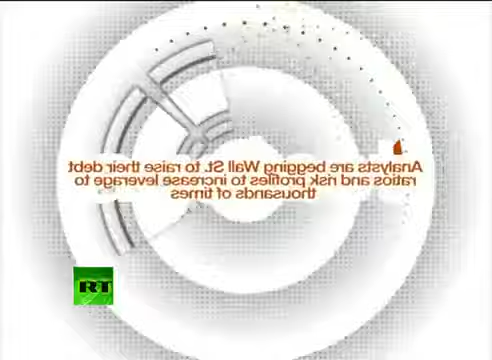 Analysts are begging Wall St. to raise their debt
ratios and risk profiles to increase leverage to
thousands of times
RT